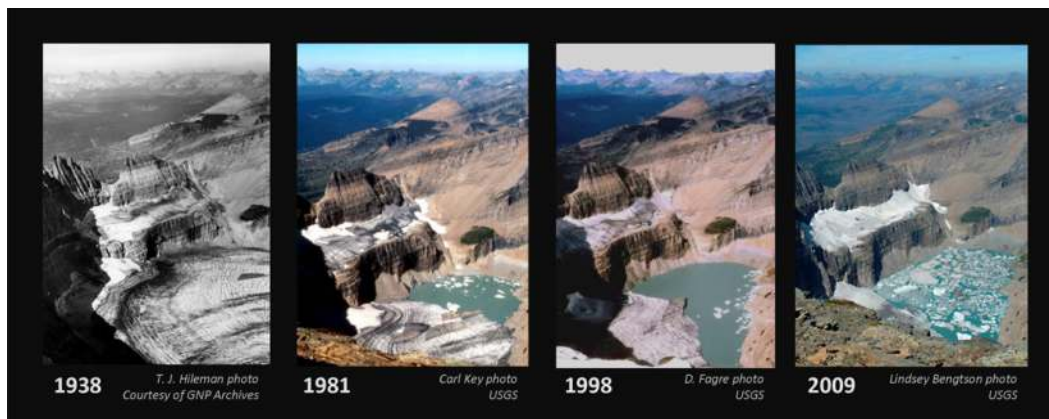 1938
T. J. Hileman photo
Courtesy of GNP Archives
1981
Carl Key photo
USGS
1998
D. Fagre photo
USGS
2009
Lindsey Bengtson photo
USGS